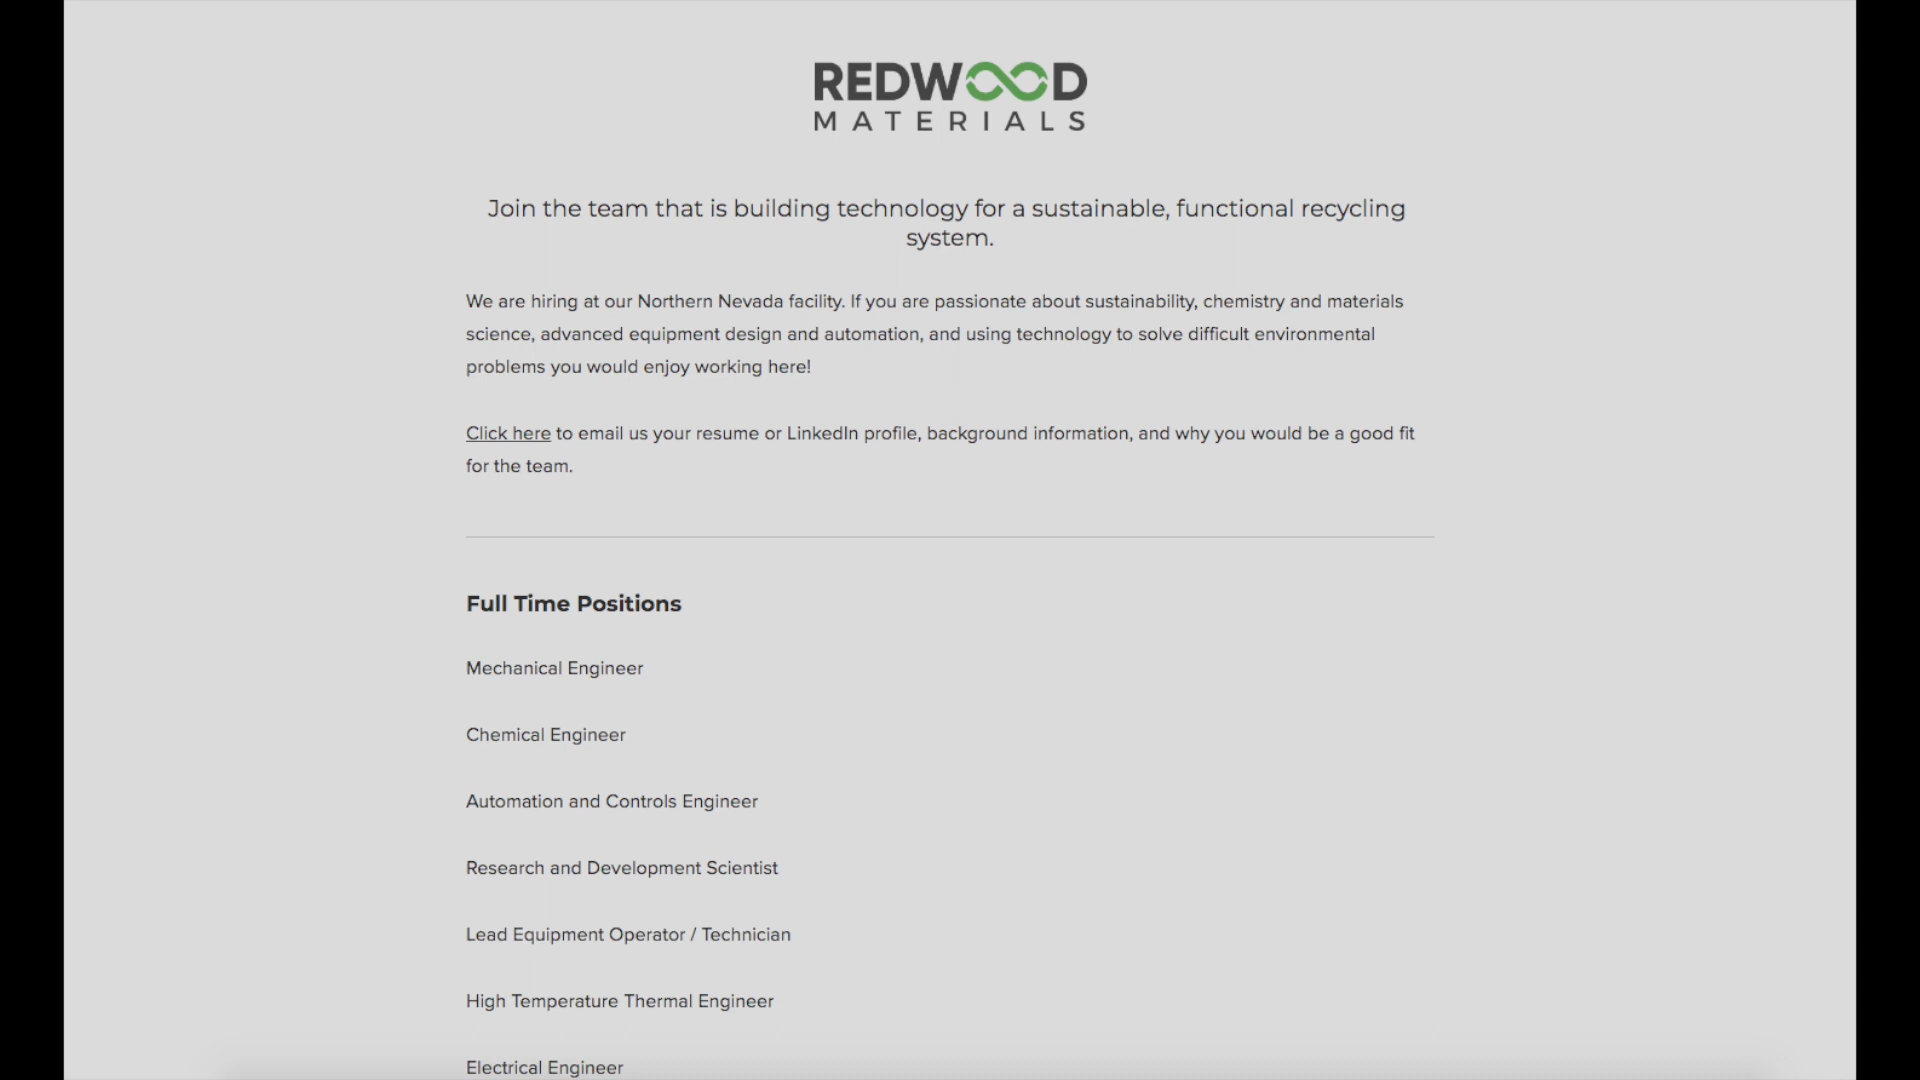 REDWOOD
MATERIALS
Join the team that is building technology for a sustainable, functional recycling
system.
We are hiring at our Northern Nevada facility. If you are passionate about sustainability, chemistry and materials
science, advanced equipment design and automation, and using technology to solve difficult environmental
problems you would enjoy working here!
Click here to email us your resume or LinkedIn profile, background information, and why you would be a good fit
for the team.
Full Time Positions
Mechanical Engineer
Chemical Engineer
Automation and Controls Engineer
Research and Development Scientist
Lead Equipment Operator / Technician
High Temperature Thermal Engineer
Electrical Engineer